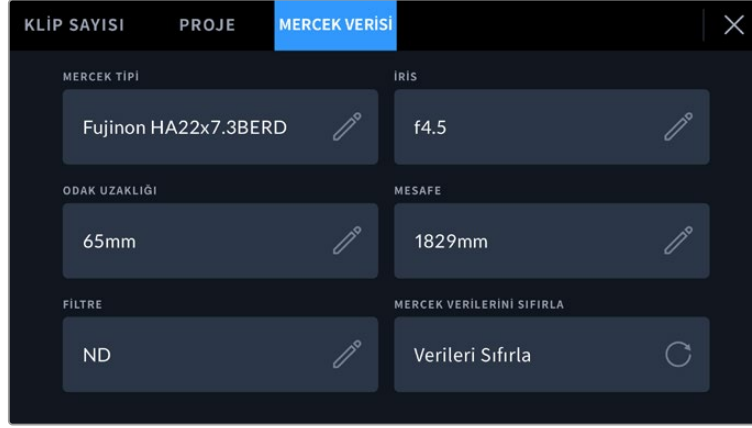 KLİP SAYISI PROJE MERCEK VERİSİ
MERCEK TİPİ İRİS
Fujinon HA22x7.3BERD f4.5
ODAK UZAKLIĞI MESAFE
65mm 1829mm
FİLTRE MERCEK VERİLERİNİ SIFIRLA
ND Verileri Sıfırla